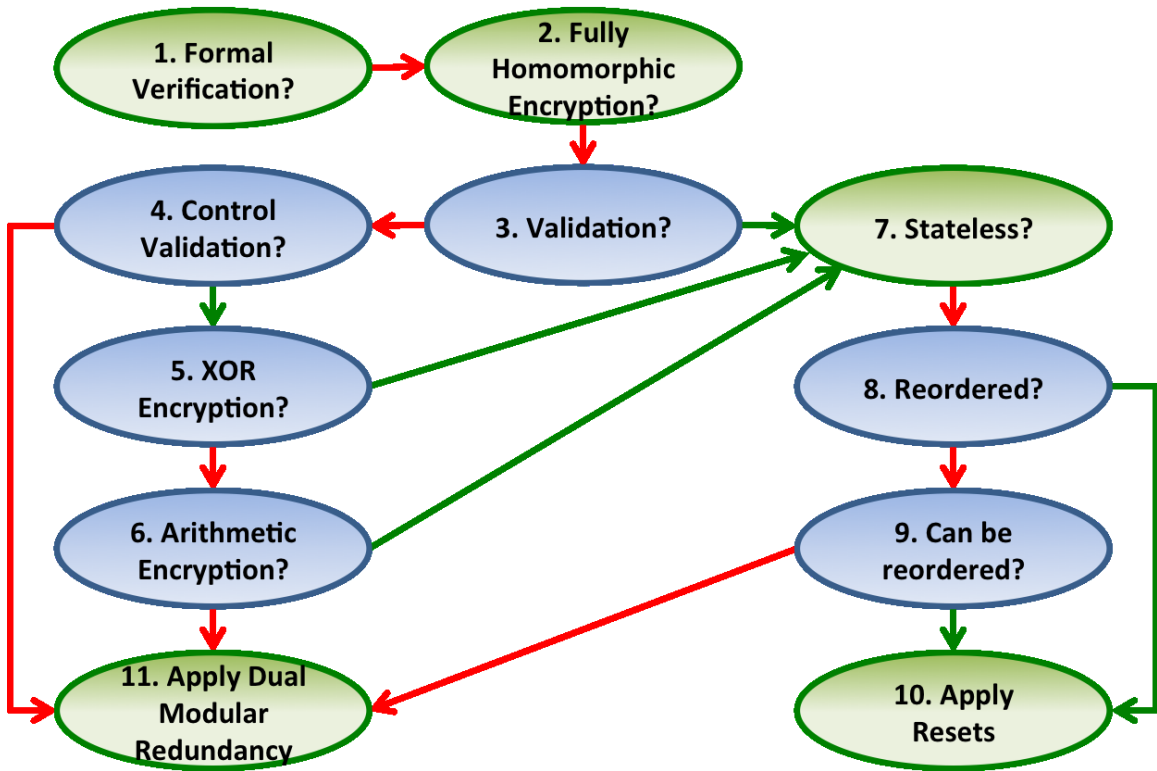 1. Formal
Verification?
2. Fully
Homomorphic
Encryption?
3. Validation?
4. Control
Validation?
5. XOR
Encryption?
6. Arithmetic
Encryption?
7. Stateless?
8. Reordered?
9. Can be
reordered?
10. Apply
Resets
11. Apply Dual
Modular
Redundancy